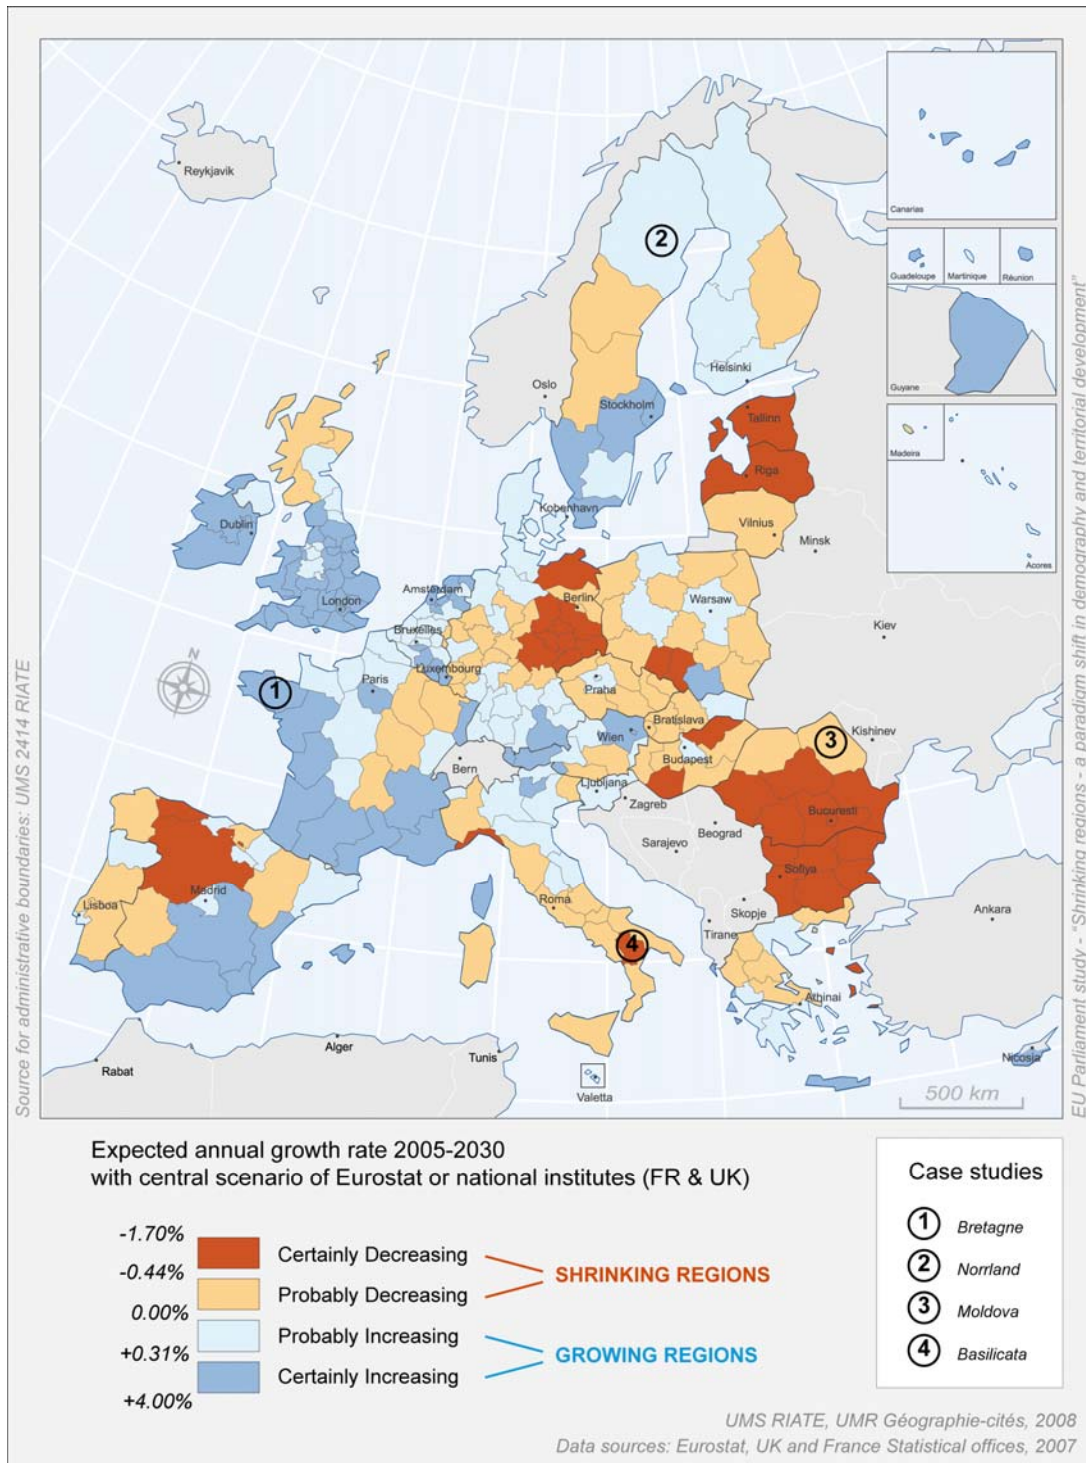 Reykjavik
Oslo
Stockholm
Helsinki
Tallinn
Riga
Vilnius
Minsk
Kobenhavn
Dublin
London
Amsterdam
Berlin
Warsaw
Bruxelles
Luxembourg
Kiev
Paris
Praha
Wien
Bratislava
Budapest
Kishinev
Bern
Ljubljana
Zagreb
Beograd
Bucuresti
Sarajevo
Sofiya
Skopje
Tirane
Ankara
Lisboa
Madrid
Roma
Athinai
Nicosia
Rabat
Alger
Tunis
Valetta
N
1
2
3
4
500 km
Canarias
Guadeloupe
Martinique
Réunion
Guyane
Madeira
Acores
Source for administrative boundaries: UMS 2414 RIATE
EU Parliament study "Shrinking regions - a paradigm shift in demography and territorial development"
Expected annual growth rate 2005-2030
with central scenario of Eurostat or national institutes (FR & UK)
-1.70%
Certainly Decreasing
-0.44%
SHRINKING REGIONS
Probably Decreasing
0.00%
Probably Increasing
+0.31%
GROWING REGIONS
Certainly Increasing
+4.00%
Case studies
1 Bretagne
2 Norrland
3 Moldova
4 Basilicata
UMS RIATE, UMR Géographie-cités, 2008
Data sources: Eurostat, UK and France Statistical offices, 2007